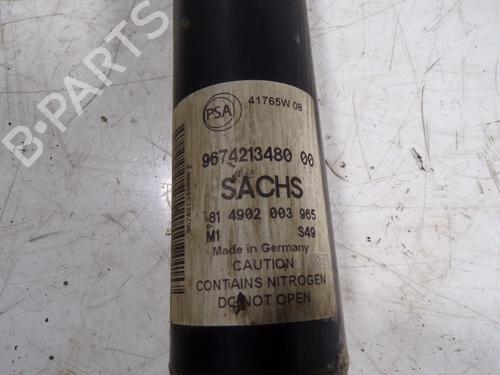 B-PARTS
PSA
41765W 08
9674213480 00
SACHS
81 4902 003 965
M1 S49
Made in Germany
CAUTION
CONTAINS NITROGEN
DO NOT OPEN